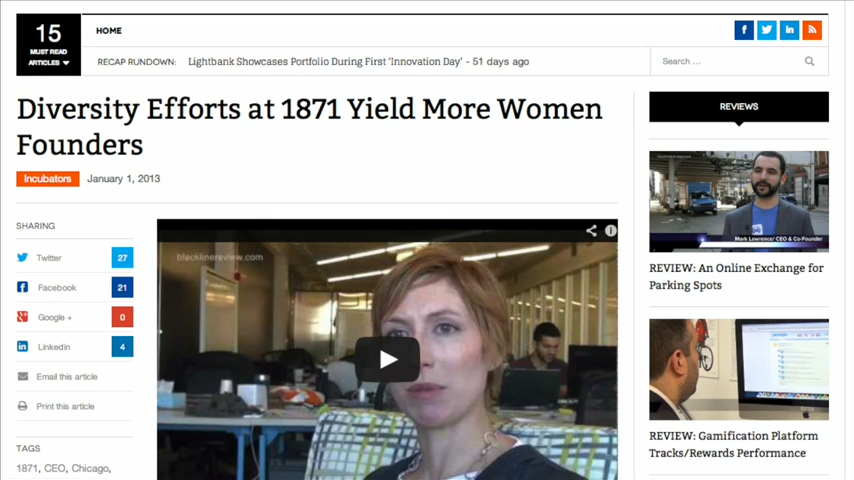 15
MUST READ
ARTICLES
HOME
RECAP RUNDOWN: Lightbank Showcases Portfolio During First ‘Innovation Day’ - 51 days ago
Search ...
Diversity Efforts at 1871 Yield More Women
Founders
Incubators January 1, 2013
SHARING
Twitter 27
Facebook 21
Google + 0
Linkedin 4
Email this article
Print this article
TAGS
1871, CEO, Chicago,
blacklinereview.com
REVIEWS
Mark Lawrence/ CEO & Co-Founder
REVIEW: An Online Exchange for
Parking Spots
REVIEW: Gamification Platform
Tracks/Rewards Performance